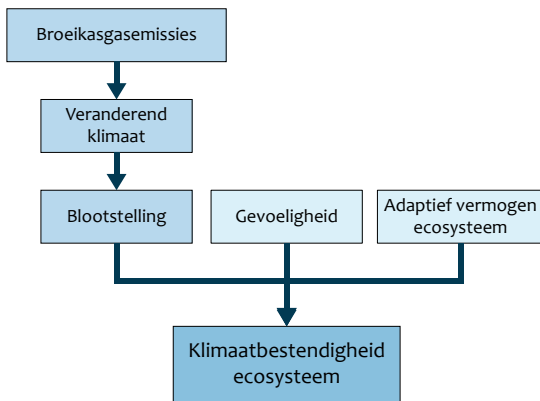 Broeikasgasemissies
Veranderend
klimaat
Blootstelling
Gevoeligheid
Adaptief vermogen
ecosysteem
Klimaatbestendigheid
ecosysteem